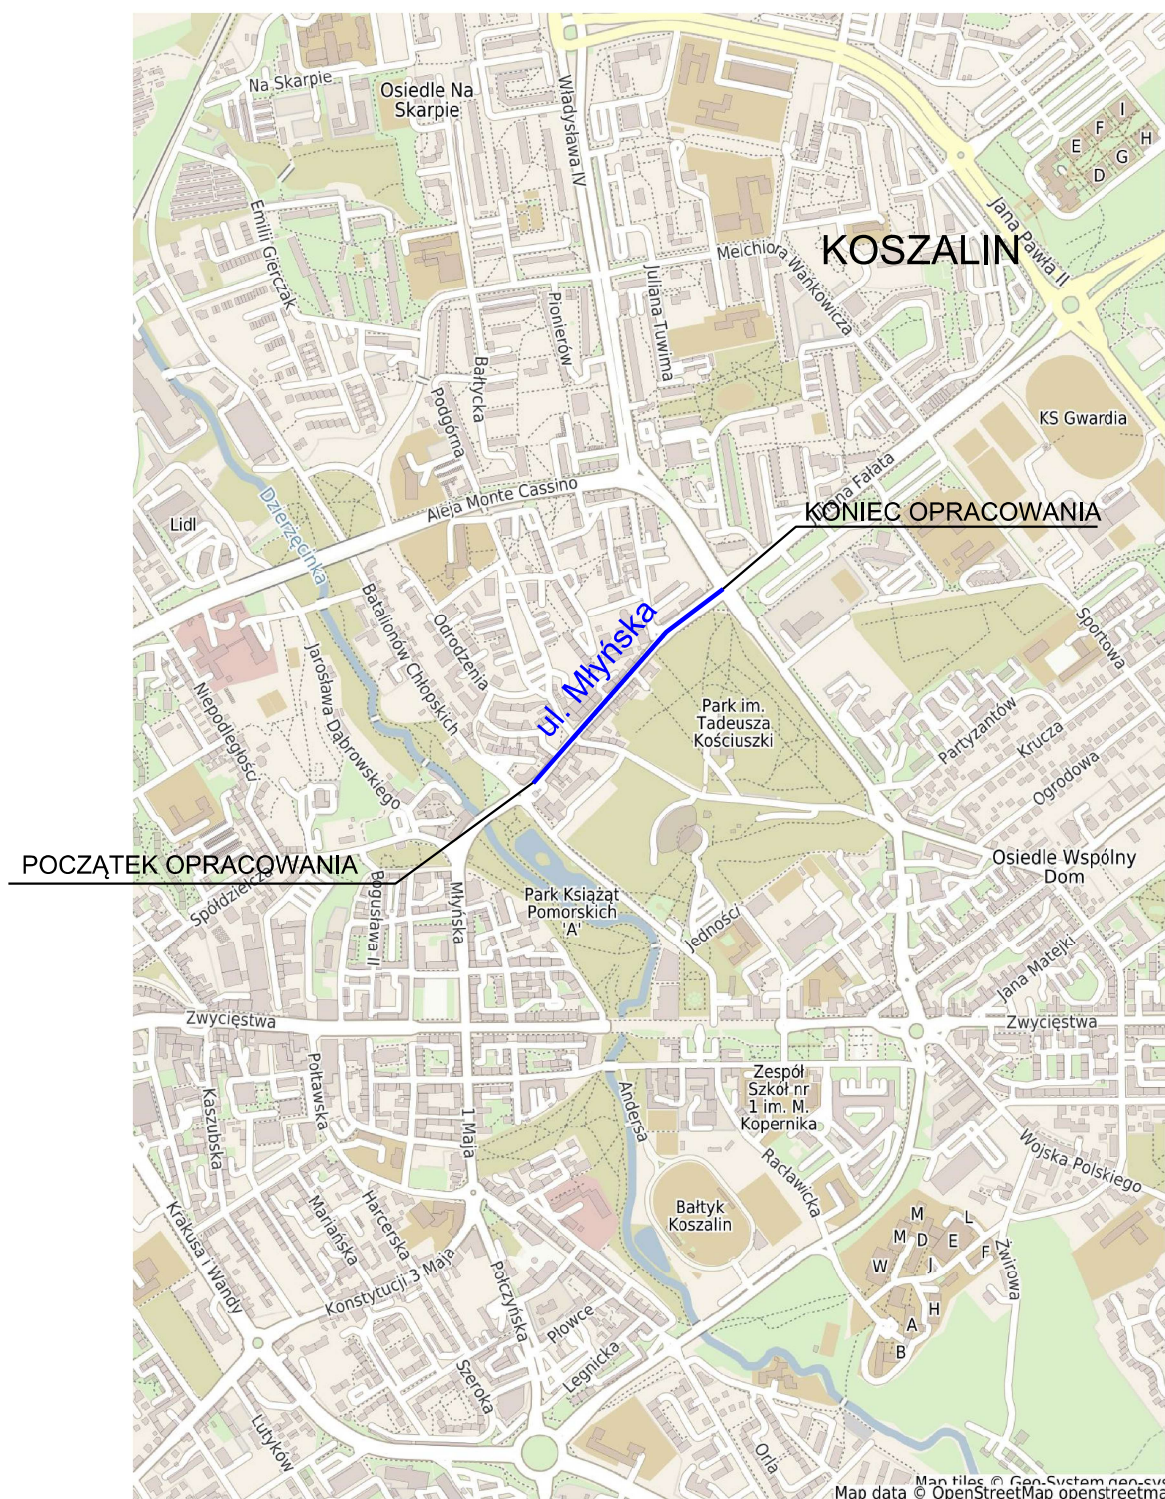 Na Skarpie
Osiedle Na
Skarpie
Władysława IV
I
F
H
E
G
D
Emilii Gierczak
Jana Pawła II
KOSZALIN
Melchiora Wańkowicza
Juliana Tuwima
Pionierów
Bałtycka
Podgórna
KS Gwardia
Jana Fałata
Aleja Monte Cassino
KONIEC OPRACOWANIA
Lidl
Dzierżęcinka
Batalionów Chłopskich
Odrodzenia
ul. Młyńska
Sportowa
Jarosława Dąbrowskiego
Niepodległości
Park im.
Tadeusza
Kościuszki
Partyzantów
Krucza
Ogrodowa
POCZĄTEK OPRACOWANIA
Spółdzielcza
Bogusława II
Młyńska
Park Książąt
Pomorskich
'A'
Osiedle Wspólny
Dom
Jedności
Jana Matejki
Zwycięstwa
Zwycięstwa
Połtawska
Kaszubska
1 Maja
Andersa
Zespół
Szkół nr
1 im. M.
Kopernika
Racławicka
Wojska Polskiego
Krakusa i Wandy
Mariańska
Harcerska
Bałtyk
Koszalin
M
L
M
D
E
F
W
J
H
A
B
Żwirowa
Konstytucji 3 Maja
Połczyńska
Płowce
Legnicka
Szeroka
Lutyków
Orla
Map tiles © Geo-System geo-sys
Map data © OpenStreetMap openstreetma